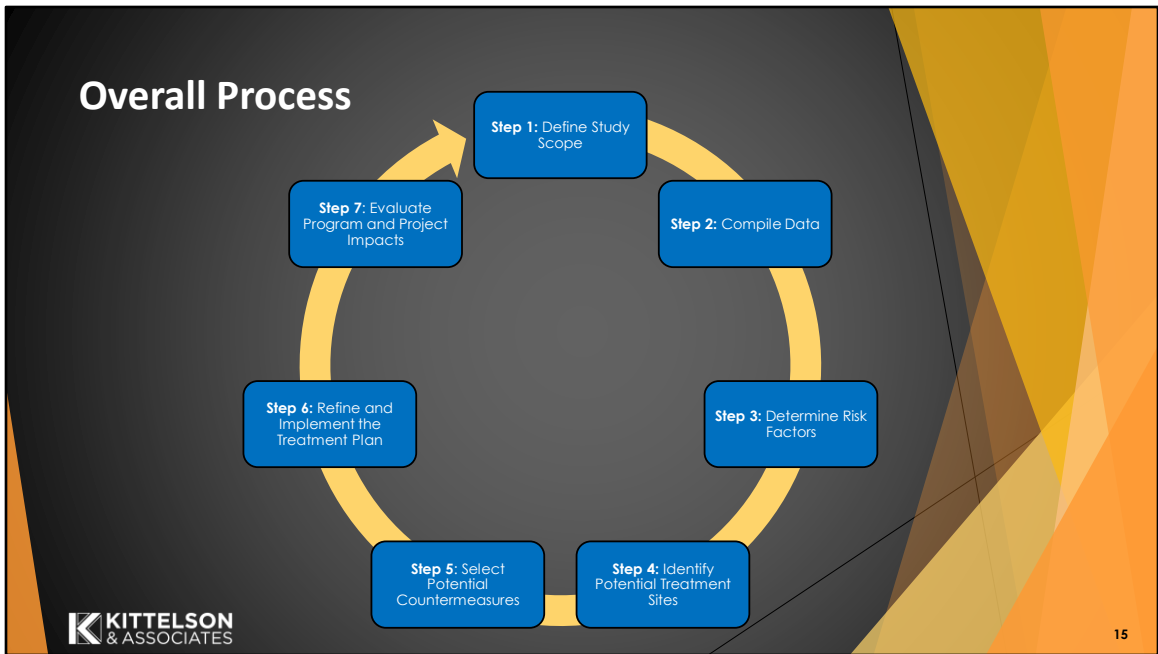 Overall Process
Step 1: Define Study
Scope
Step 2: Compile Data
Step 3: Determine Risk
Factors
Step 4: Identify
Potential Treatment
Sites
Step 5: Select
Potential
Countermeasures
Step 6: Refine and
Implement the
Treatment Plan
Step 7: Evaluate
Program and Project
Impacts
KITTELSON
& ASSOCIATES
15